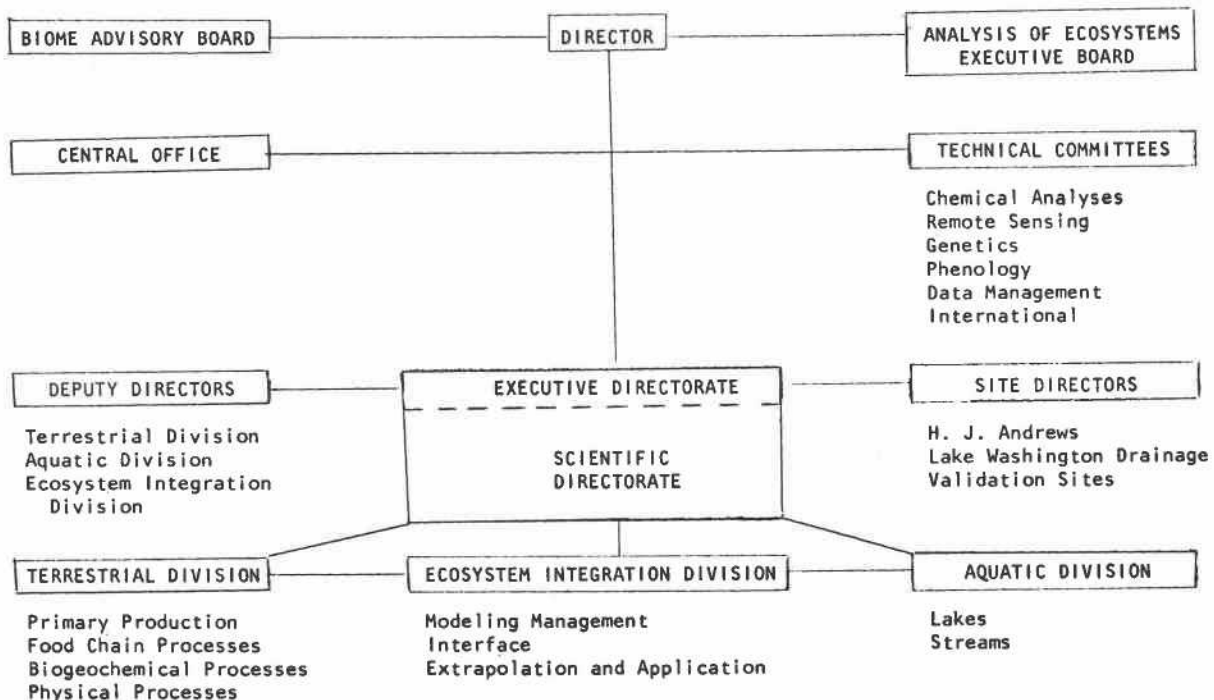 BIOME ADVISORY BOARD
DIRECTOR
ANALYSIS OF ECOSYSTEMS
EXECUTIVE BOARD
CENTRAL OFFICE
TECHNICAL COMMITTEES
Chemical Analyses
Remote Sensing
Genetics
Phenology
Data Management
International
DEPUTY DIRECTORS
Terrestrial Division
Aquatic Division
Ecosystem Integration
Division
EXECUTIVE DIRECTORATE
SCIENTIFIC
DIRECTORATE
SITE DIRECTORS
H. J. Andrews
Lake Washington Drainage
Validation Sites
TERRESTRIAL DIVISION
Primary Production
Food Chain Processes
Biogeochemical Processes
Physical Processes
ECOSYSTEM INTEGRATION DIVISION
Modeling Management
Interface
Extrapolation and Application
AQUATIC DIVISION
Lakes
Streams